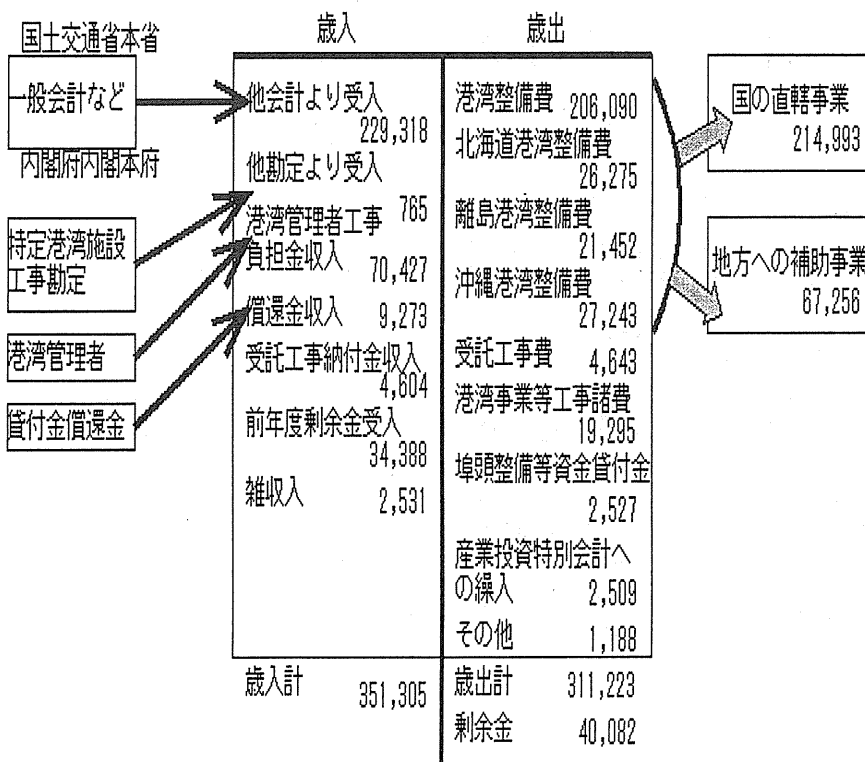 歳入
歳出
国土交通省本省
一般会計など
内閣府内閣本府
特定港湾施設
工事勘定
港湾管理者
貸付金償還金
他会計より受入
229,318
他勘定より受入
765
港湾管理者工事
負担金収入
70,427
償還金収入 9,273
受託工事納付金収入
4,604
前年度剰余金受入
34,388
雑収入 2,531
歳入計 351,305
港湾整備費 206,090
北海道港湾整備費
26,275
離島港湾整備費
21,452
沖縄港湾整備費
27,243
受託工事費 4,643
港湾事業等工事諸費
19,295
埠頭整備等資金貸付金
2,527
産業投資特別会計へ
の繰入 2,509
その他 1,188
歳出計 311,223
剰余金 40,082
国の直轄事業
214,993
地方への補助事業
67,256